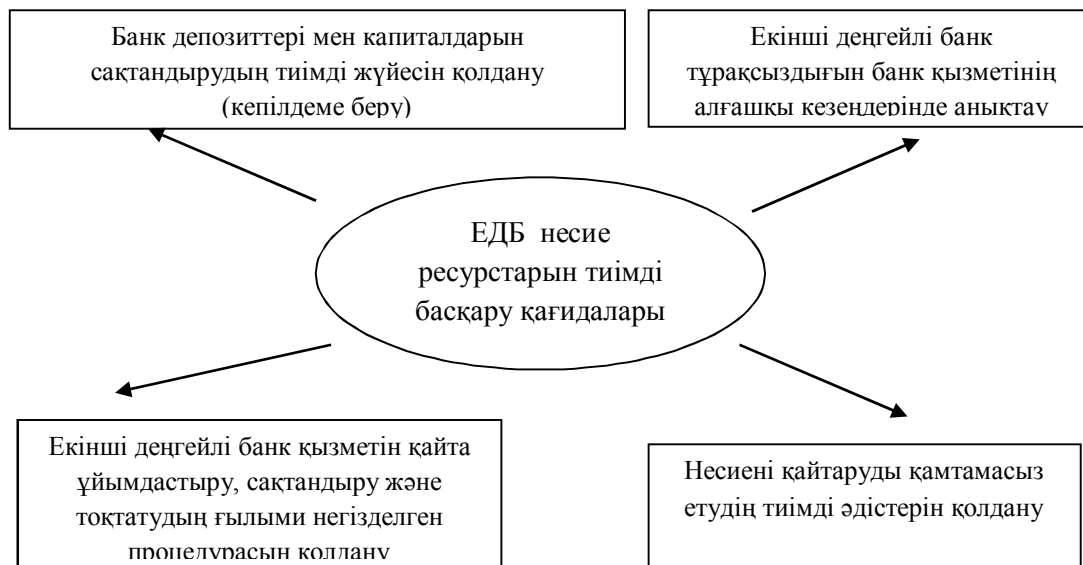 Банк депозиттері мен капиталдарын
сақтандырудың тиімді жүйесін қолдану
(кепілдеме беру)
Екінші деңгейлі банк
тұрақсыздығын банк қызметінің
алғашқы кезеңдерінде анықтау
ЕДБ несие
ресурстарын тиімді
басқару қағидалары
Екінші деңгейлі банк қызметін қайта
ұйымдастыру, сақтандыру және
тоқтатудың ғылыми негізделген
процедурасын қолдану
Несиені қайтаруды қамтамасыз
етудің тиімді әдістерін қолдану